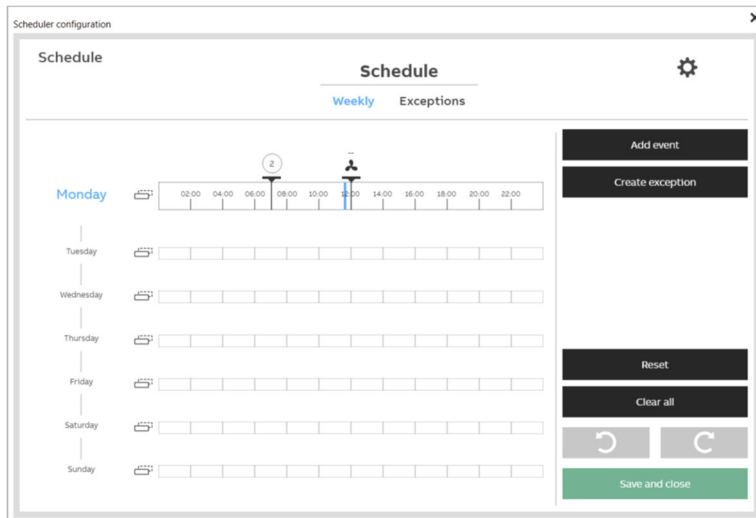 Scheduler configuration
Schedule
Schedule
Weekly Exceptions
Add event
Create exception
2
--
Monday
02:00 04:00 06:00 08:00 10:00 12:00 14:00 16:00 18:00 20:00 22:00
Tuesday
Wednesday
Thursday
Friday
Saturday
Sunday
Reset
Clear all
Save and close